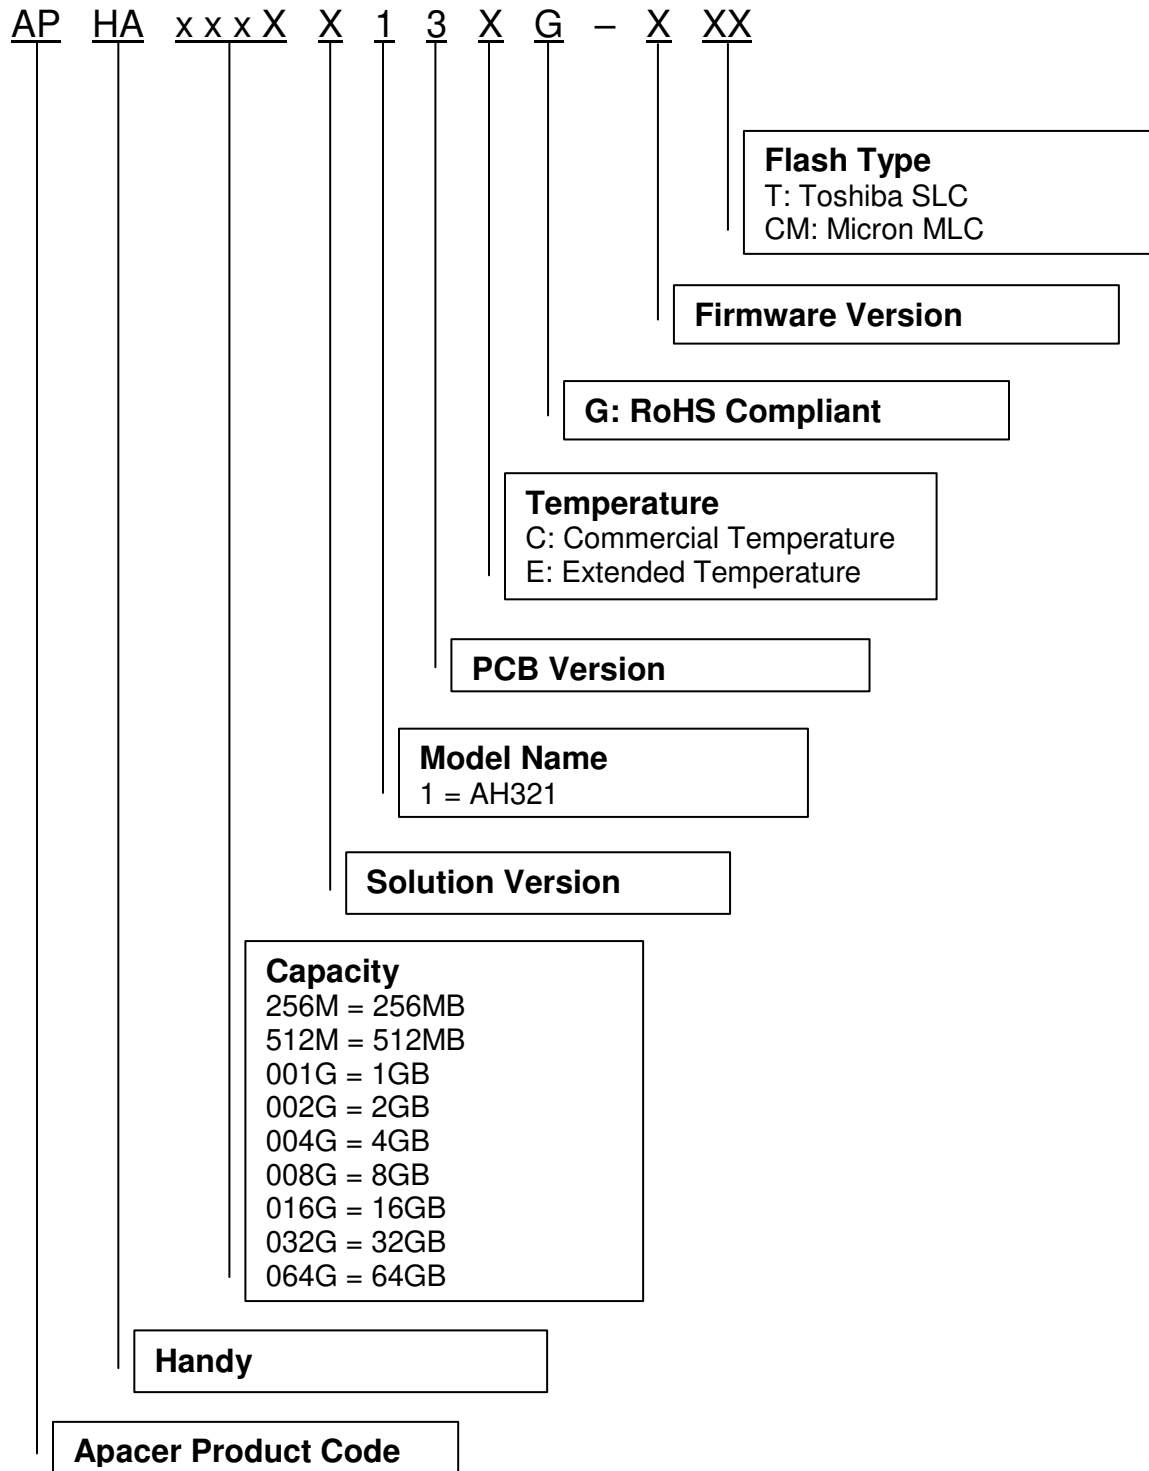 AP HA x x x X X 1 3 X G – X XX
Flash Type
T: Toshiba SLC
CM: Micron MLC
Firmware Version
G: RoHS Compliant
Temperature
C: Commercial Temperature
E: Extended Temperature
PCB Version
Model Name
1 = AH321
Solution Version
Capacity
256M = 256MB
512M = 512MB
001G = 1GB
002G = 2GB
004G = 4GB
008G = 8GB
016G = 16GB
032G = 32GB
064G = 64GB
Handy
Apacer Product Code